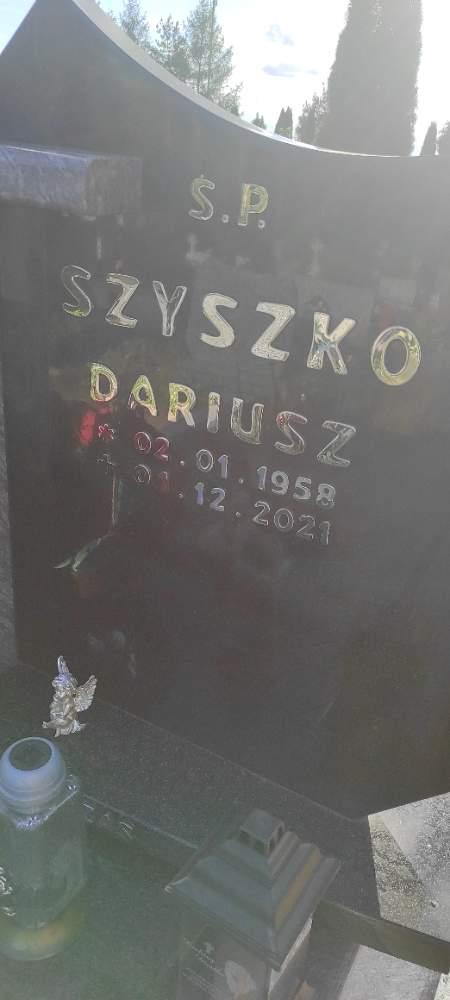 Ś.P.
SZYSZKO
DARIUSZ
* 02.01.1958
+ 01.12.2021